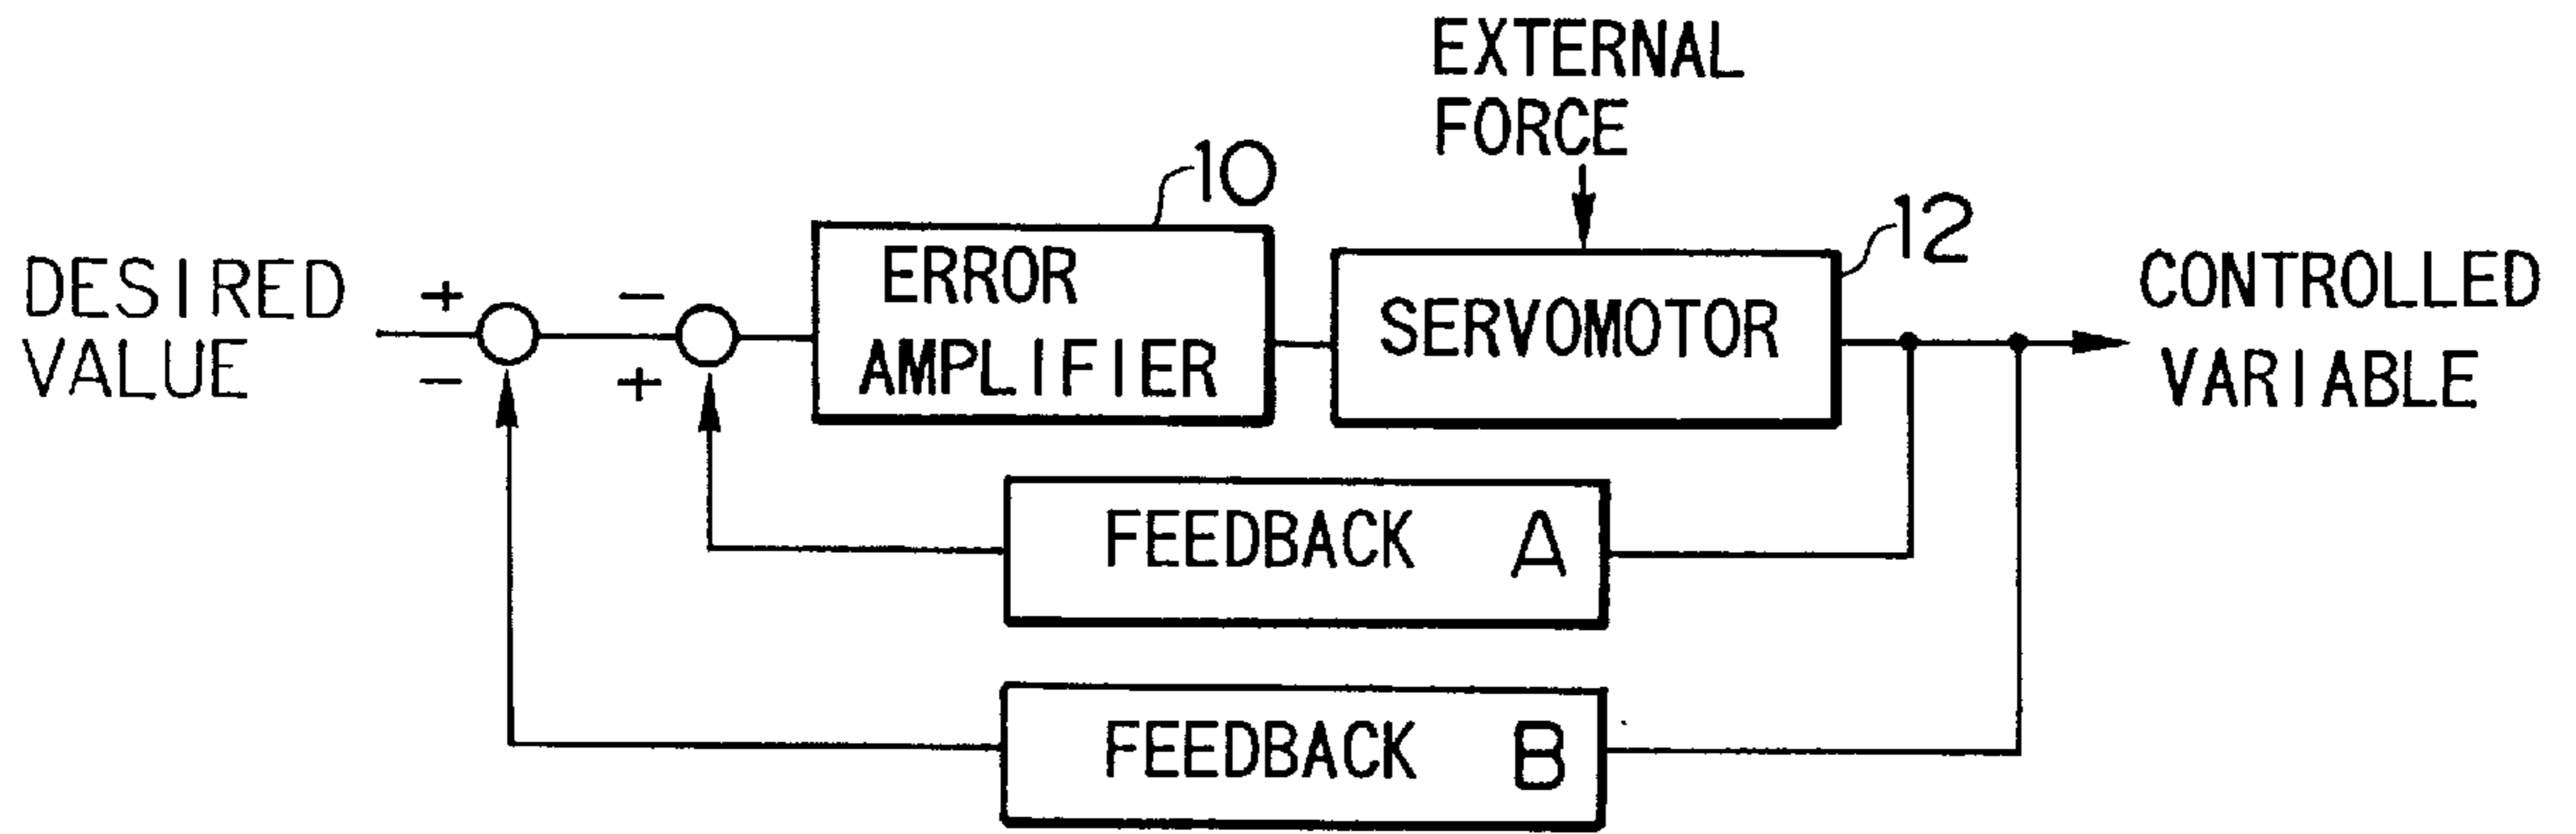 EXTERNAL
FORCE
10
12
DESIRED
VALUE
+
−
−
+
ERROR
AMPLIFIER
SERVOMOTOR
CONTROLLED
VARIABLE
FEEDBACK A
FEEDBACK B